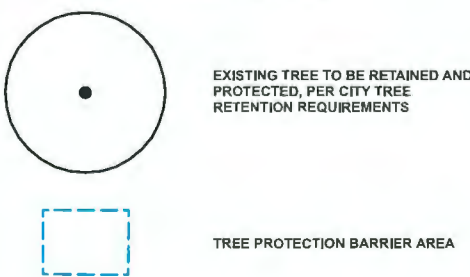 EXISTING TREE TO BE RETAINED AND
PROTECTED, PER CITY TREE
RETENTION REQUIREMENTS
TREE PROTECTION BARRIER AREA